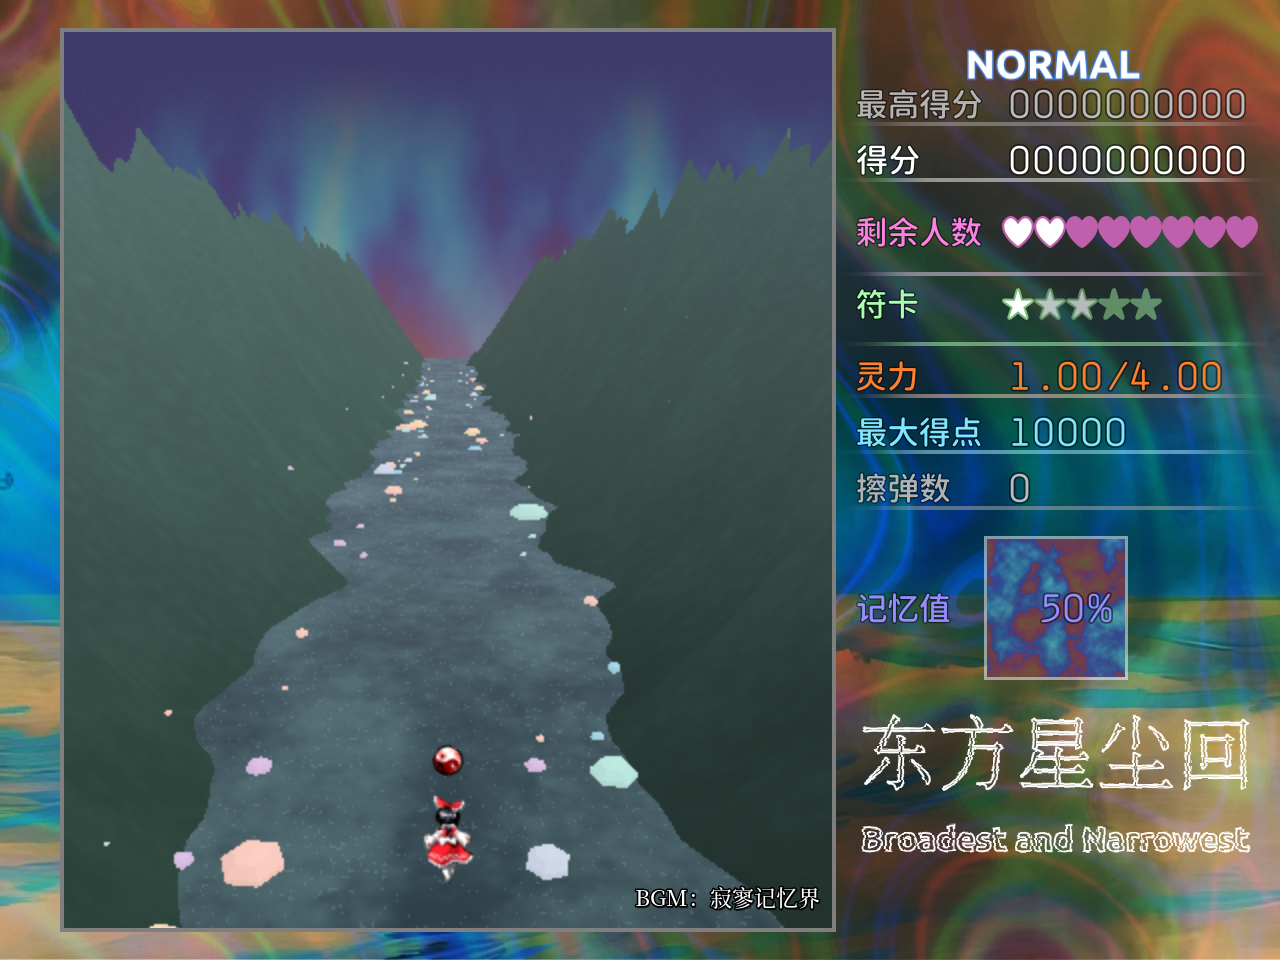 NORMAL
最高得分 0000000000
得分 0000000000
剩余人数
符卡
灵力 1.00/4.00
最大得点 10000
擦弹数 0
记忆值 50%
东方星尘回
Broadest and Narrowest
BGM：寂寥记忆界